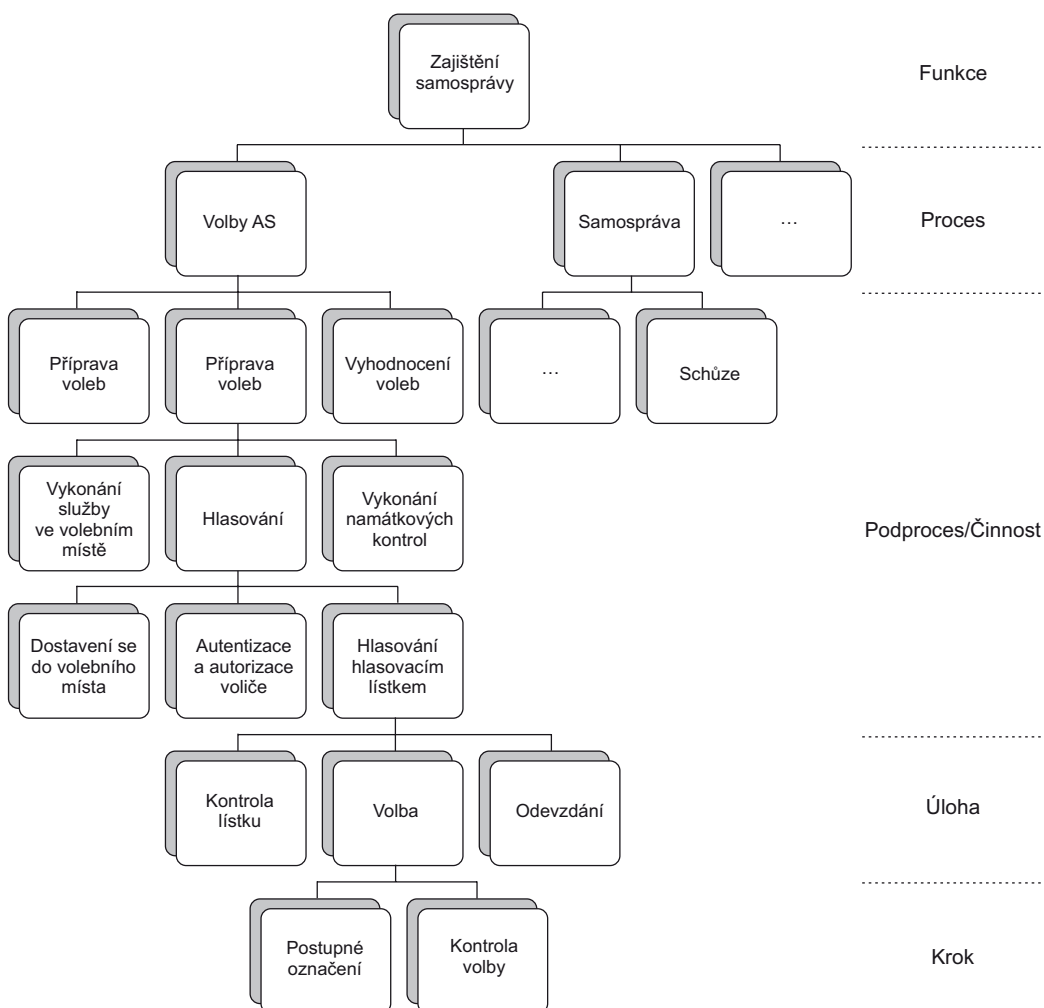 Zajištění
samosprávy
Funkce
Volby AS
Samospráva
...
Proces
Příprava
voleb
Příprava
voleb
Vyhodnocení
voleb
...
Schůze
Vykonání
služby
ve volebním
místě
Hlasování
Vykonání
namátkových
kontrol
Podproces/Činnost
Dostavení se
do volebního
místa
Autentizace
a autorizace
voliče
Hlasování
hlasovacím
lístkem
Kontrola
lístku
Volba
Odevzdání
Úloha
Postupné
označení
Kontrola
volby
Krok